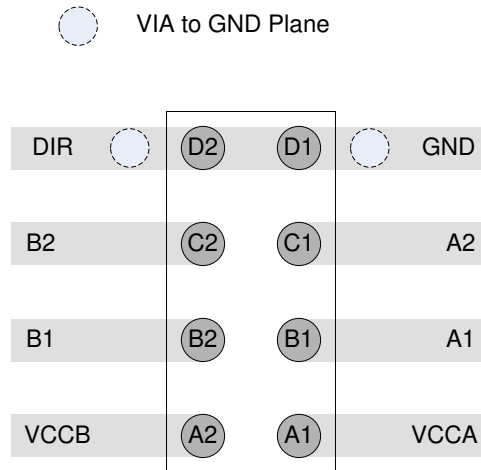 VIA to GND Plane
DIR D2 D1 GND
B2 C2 C1 A2
B1 B2 B1 A1
VCCB A2 A1 VCCA